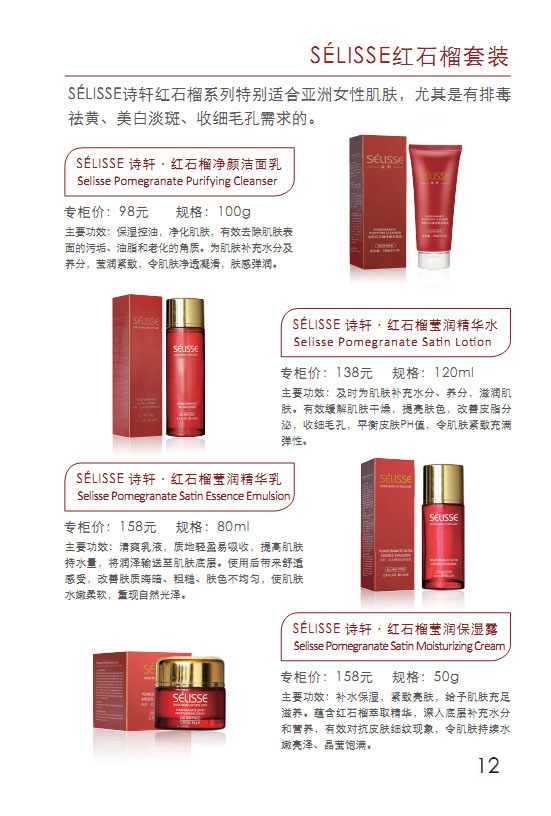 SÉLISSE红石榴套装
SÉLISSE诗轩红石榴系列特别适合亚洲女性肌肤，尤其是有排毒
祛黄、美白淡斑、收细毛孔需求的。
SÉLISSE 诗轩·红石榴净颜洁面乳
Selisse Pomegranate Purifying Cleanser
专柜价：98元 规格：100g
主要功效：保湿控油，净化肌肤，有效去除肌肤表
面的污垢、油脂和老化的角质。为肌肤补充水分及
养分，莹润紧致，令肌肤净透凝滑，肤感弹润。
SÉLISSE
SÉLISSE
SÉLISSE
SÉLISSE
SÉLISSE 诗轩·红石榴莹润精华水
Selisse Pomegranate Satin Lotion
专柜价：138元 规格：120ml
主要功效：及时为肌肤补充水分、养分，滋润肌
肤。有效缓解肌肤干燥，提亮肤色，改善皮脂分
泌，收细毛孔，平衡皮肤PH值，令肌肤紧致充满
弹性。
SÉLISSE 诗轩·红石榴莹润精华乳
Selisse Pomegranate Satin Essence Emulsion
专柜价：158元 规格：80ml
主要功效：清爽乳液，质地轻盈易吸收，提高肌肤
持水量，将润泽输送至肌肤底层。使用后带来舒适
感受，改善肤质晦暗、粗糙、肤色不均匀，使肌肤
水嫩柔软，重现自然光泽。
SÉLISSE
SÉLISSE
SÉLISSE 诗轩·红石榴莹润保湿露
Selisse Pomegranate Satin Moisturizing Cream
专柜价：158元 规格：50g
主要功效：补水保湿，紧致亮肤，给予肌肤充足
滋养。蕴含红石榴萃取精华，深入底层补充水分
和营养，有效对抗皮肤细纹现象，令肌肤持续水
嫩亮泽、晶莹饱满。
SÉLISSE
SÉLISSE
12